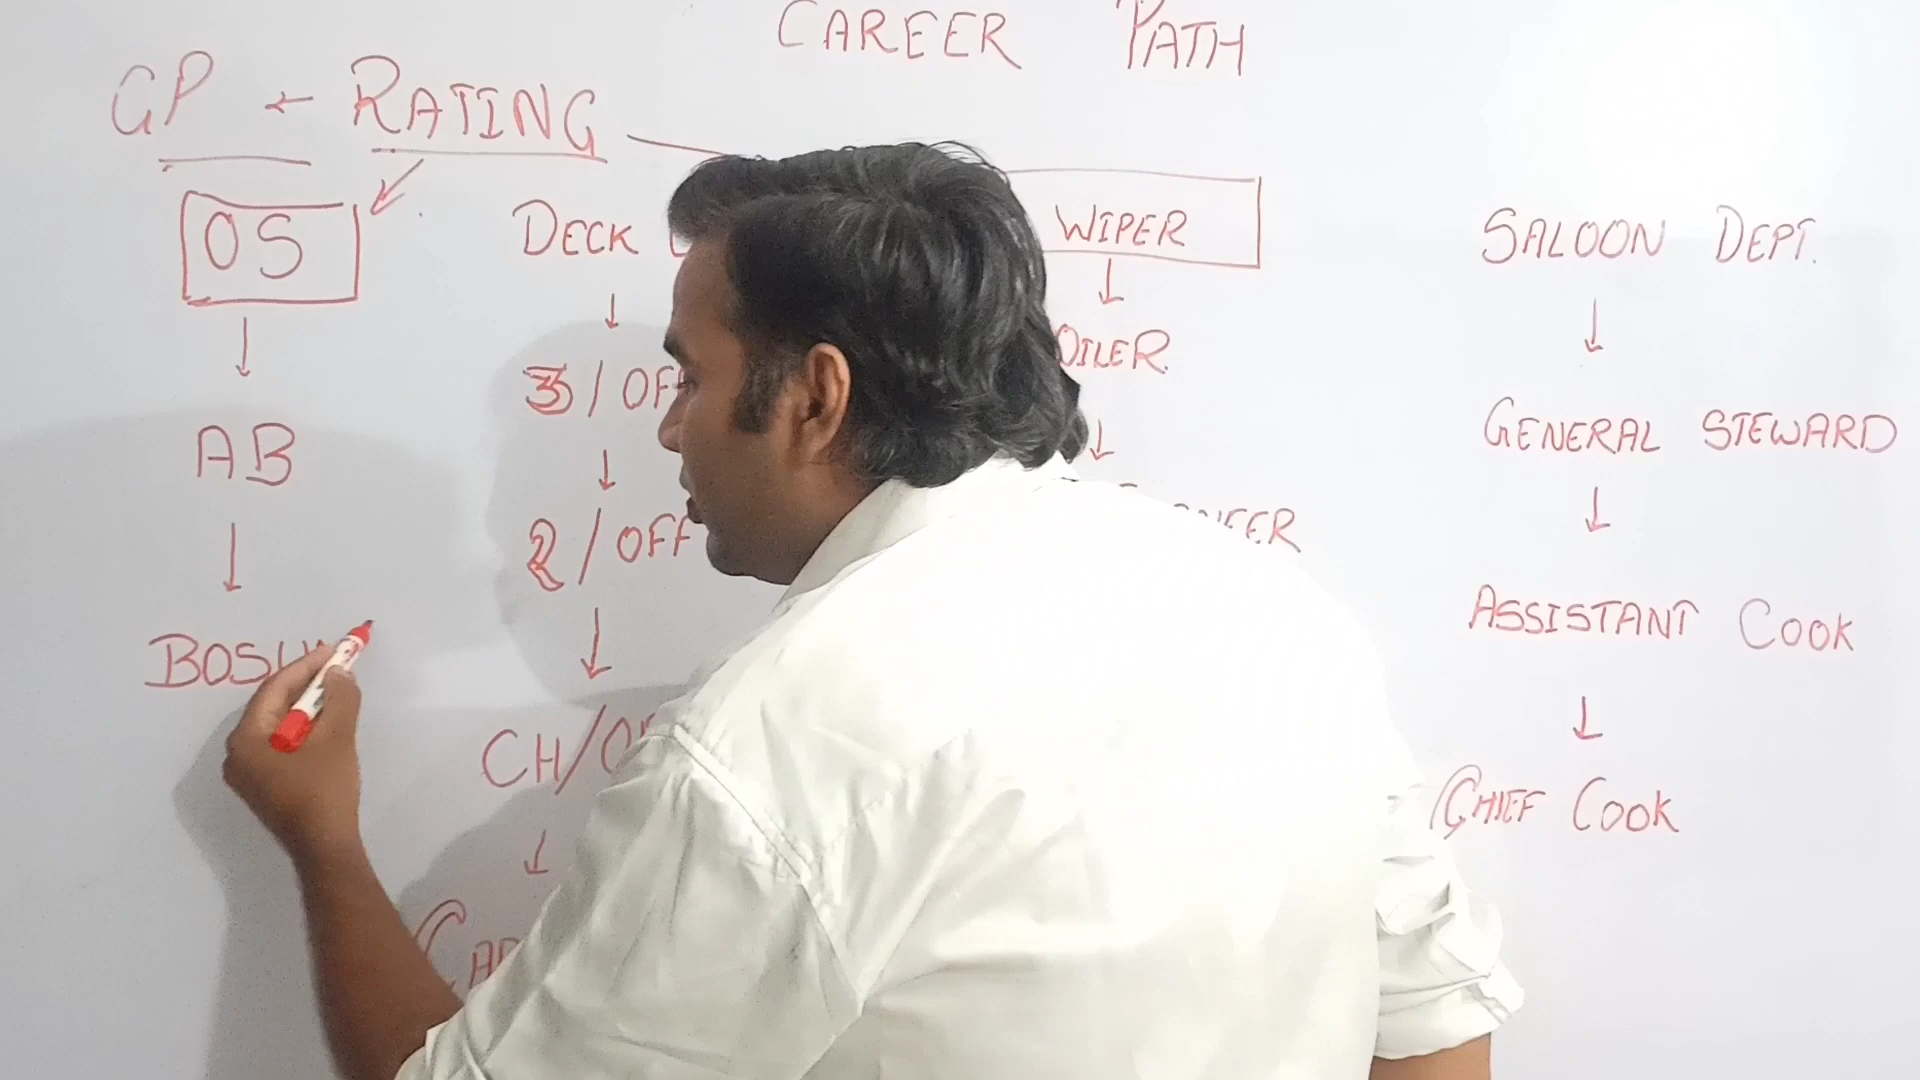 CAREER PATH
GP - RATING
OS
↓
AB
↓
DECK
↓
3/OFF
↓
2/OFF
↓
↓
WIPER
↓
OILER
↓
SALOON DEPT.
↓
GENERAL STEWARD
↓
ASSISTANT COOK
↓
CHIEF COOK